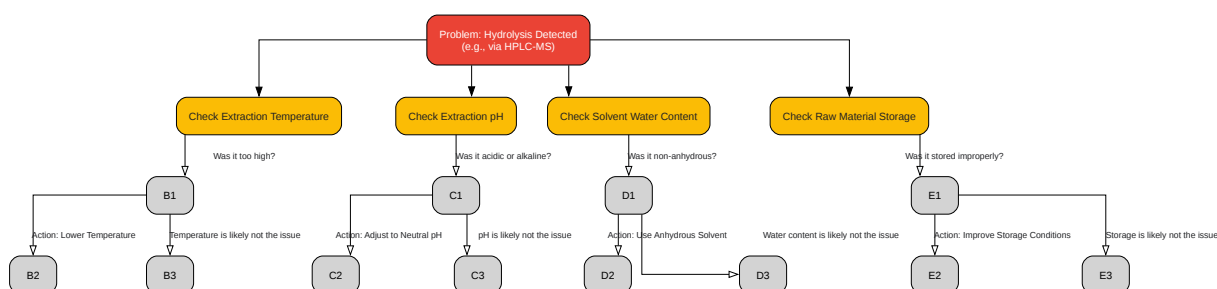 Problem: Hydrolysis Detected
(e.g., via HPLC-MS)
Check Extraction Temperature
Check Extraction pH
Check Solvent Water Content
Check Raw Material Storage
Was it too high?
Was it acidic or alkaline?
Was it non-anhydrous?
Was it stored improperly?
B1
C1
D1
E1
Action: Lower Temperature
Temperature is likely not the issue
Action: Adjust to Neutral pH
pH is likely not the issue
Action: Use Anhydrous Solvent
Water content is likely not the issue
Action: Improve Storage Conditions
Storage is likely not the issue
B2
B3
C2
C3
D2
D3
E2
E3